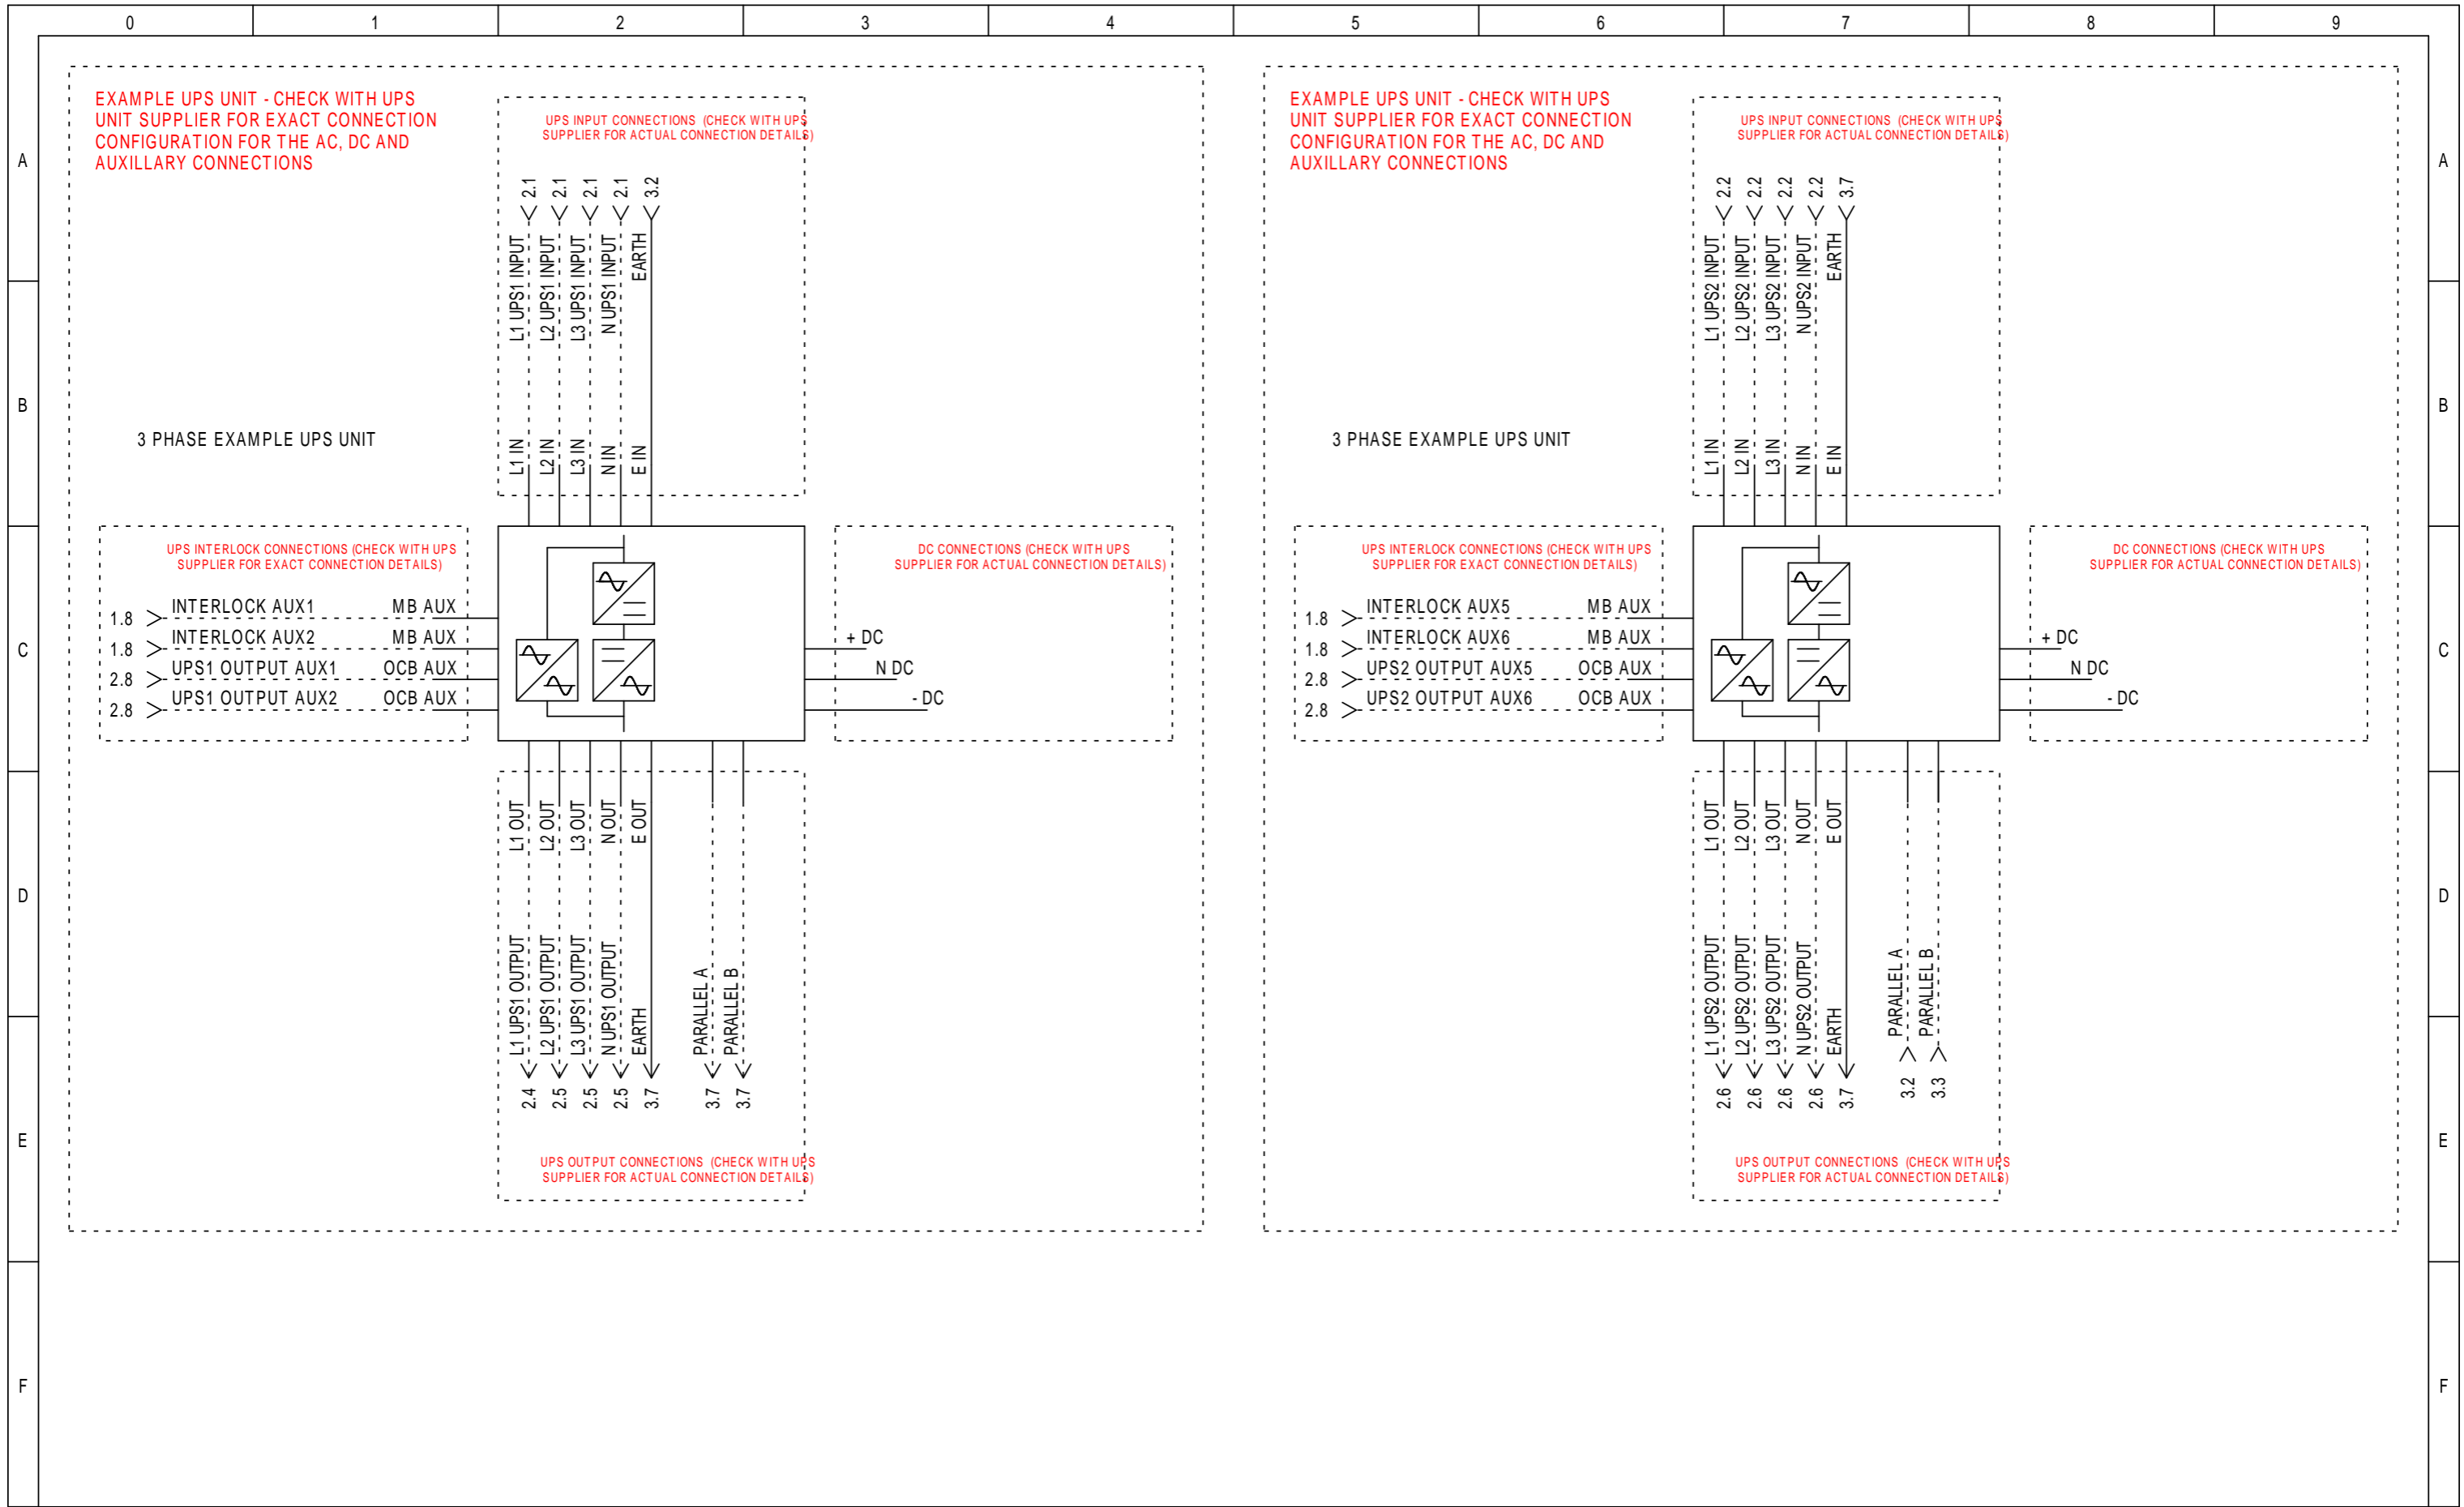 0 1 2 3 4 5 6 7 8 9
EXAMPLE UPS UNIT - CHECK WITH UPS
UNIT SUPPLIER FOR EXACT CONNECTION
CONFIGURATION FOR THE AC, DC AND
AUXILLARY CONNECTIONS
UPS INPUT CONNECTIONS (CHECK WITH UPS
SUPPLIER FOR ACTUAL CONNECTION DETAILS)
A
2.1 2.1 2.1 2.1 3.2
L1 UPS1 INPUT
L2 UPS1 INPUT
L3 UPS1 INPUT
N UPS1 INPUT
EARTH
B
3 PHASE EXAMPLE UPS UNIT
L1 IN
L2 IN
L3 IN
N IN
E IN
UPS INTERLOCK CONNECTIONS (CHECK WITH UPS
SUPPLIER FOR EXACT CONNECTION DETAILS)
DC CONNECTIONS (CHECK WITH UPS
SUPPLIER FOR ACTUAL CONNECTION DETAILS)
C
1.8 INTERLOCK AUX1 MB AUX
1.8 INTERLOCK AUX2 MB AUX
2.8 UPS1 OUTPUT AUX1 OCB AUX
2.8 UPS1 OUTPUT AUX2 OCB AUX
+ DC
N DC
- DC
L1 OUT
L2 OUT
L3 OUT
N OUT
E OUT
D
L1 UPS1 OUTPUT
L2 UPS1 OUTPUT
L3 UPS1 OUTPUT
N UPS1 OUTPUT
EARTH
PARALLEL A
PARALLEL B
2.4 2.5 2.5 2.5 3.7 3.7 3.7
E
UPS OUTPUT CONNECTIONS (CHECK WITH UPS
SUPPLIER FOR ACTUAL CONNECTION DETAILS)
F
EXAMPLE UPS UNIT - CHECK WITH UPS
UNIT SUPPLIER FOR EXACT CONNECTION
CONFIGURATION FOR THE AC, DC AND
AUXILLARY CONNECTIONS
UPS INPUT CONNECTIONS (CHECK WITH UPS
SUPPLIER FOR ACTUAL CONNECTION DETAILS)
A
2.2 2.2 2.2 2.2 3.7
L1 UPS2 INPUT
L2 UPS2 INPUT
L3 UPS2 INPUT
N UPS2 INPUT
EARTH
B
3 PHASE EXAMPLE UPS UNIT
L1 IN
L2 IN
L3 IN
N IN
E IN
UPS INTERLOCK CONNECTIONS (CHECK WITH UPS
SUPPLIER FOR EXACT CONNECTION DETAILS)
DC CONNECTIONS (CHECK WITH UPS
SUPPLIER FOR ACTUAL CONNECTION DETAILS)
C
1.8 INTERLOCK AUX5 MB AUX
1.8 INTERLOCK AUX6 MB AUX
2.8 UPS2 OUTPUT AUX5 OCB AUX
2.8 UPS2 OUTPUT AUX6 OCB AUX
+ DC
N DC
- DC
L1 OUT
L2 OUT
L3 OUT
N OUT
E OUT
D
L1 UPS2 OUTPUT
L2 UPS2 OUTPUT
L3 UPS2 OUTPUT
N UPS2 OUTPUT
EARTH
PARALLEL A
PARALLEL B
2.6 2.6 2.6 2.6 3.7 3.2 3.3
E
UPS OUTPUT CONNECTIONS (CHECK WITH UPS
SUPPLIER FOR ACTUAL CONNECTION DETAILS)
F